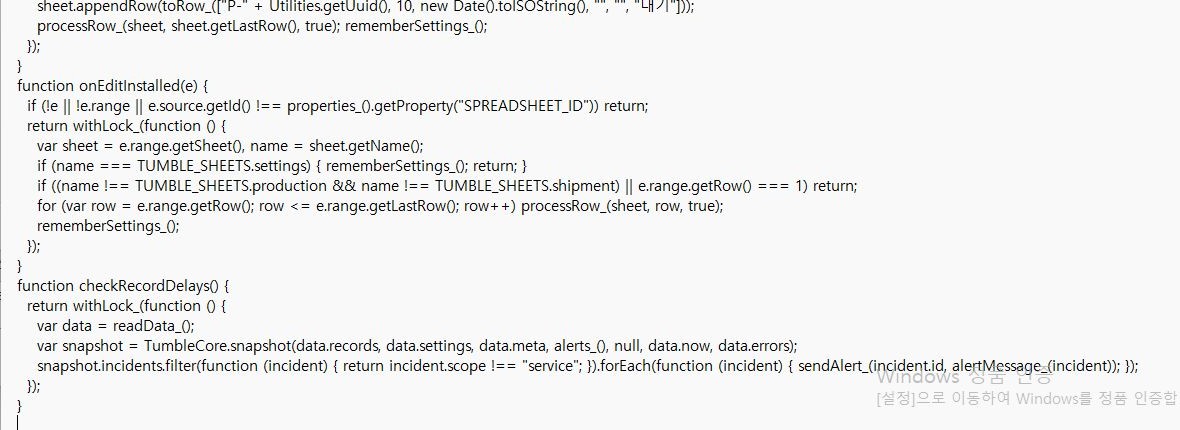 sheet.appendRow(toRow_(["P-" + Utilities.getUuid(), 10, new Date().toISOString(), "", "", "대기"]));
processRow_(sheet, sheet.getLastRow(), true); rememberSettings_();
});
}
function onEditInstalled(e) {
if (!e || !e.range || e.source.getId() !== properties_().getProperty("SPREADSHEET_ID")) return;
return withLock_(function () {
var sheet = e.range.getSheet(), name = sheet.getName();
if (name === TUMBLE_SHEETS.settings) { rememberSettings_(); return; }
if ((name !== TUMBLE_SHEETS.production && name !== TUMBLE_SHEETS.shipment) || e.range.getRow() === 1) return;
for (var row = e.range.getRow(); row <= e.range.getLastRow(); row++) processRow_(sheet, row, true);
rememberSettings_();
});
}
function checkRecordDelays() {
return withLock_(function () {
var data = readData_();
var snapshot = TumbleCore.snapshot(data.records, data.settings, data.meta, alerts_(), null, data.now, data.errors);
snapshot.incidents.filter(function (incident) { return incident.scope !== "service"; }).forEach(function (incident) { sendAlert_(incident.id, alertMessage_(incident)); });
});
}
Windows 정품 인증
[설정]으로 이동하여 Windows를 정품 인증합